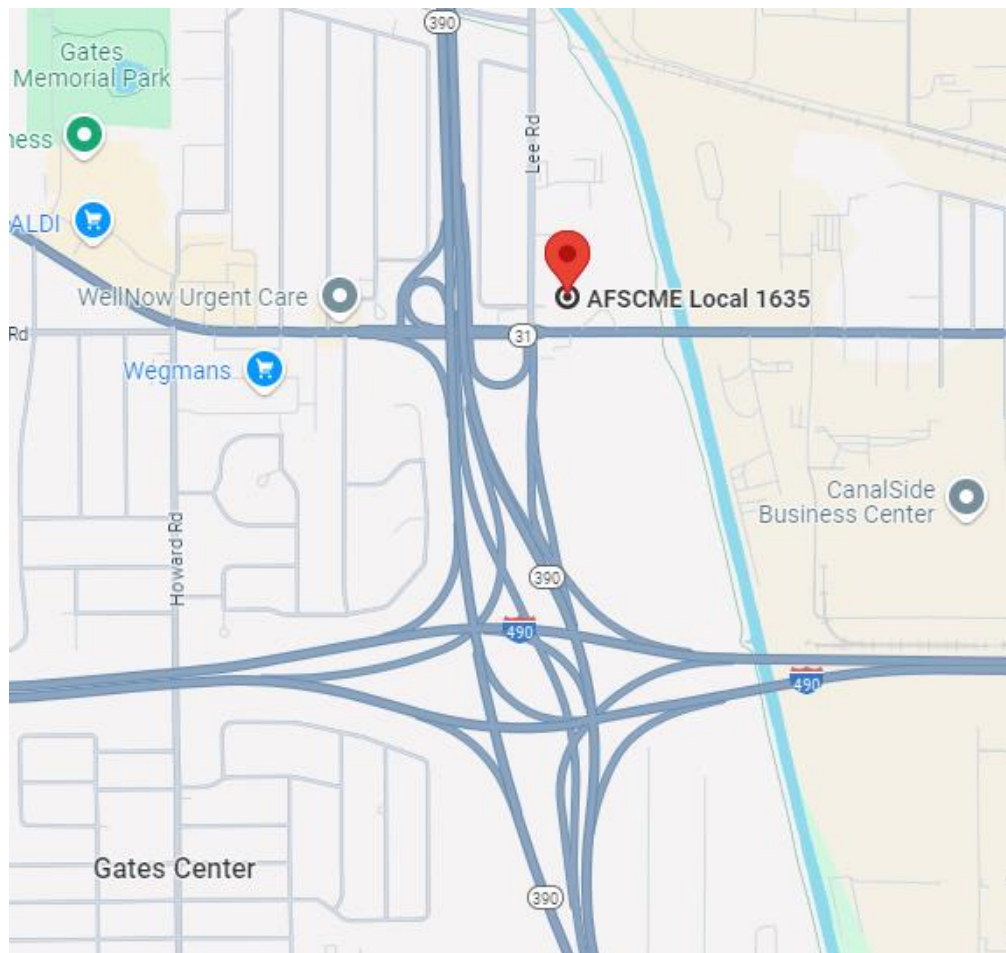 390
Gates
Memorial Park
Lee Rd
ness
ALDI
WellNow Urgent Care
AFSCME Local 1635
Rd
31
Wegmans
CanalSide
Business Center
Howard Rd
390
490
490
Gates Center
390